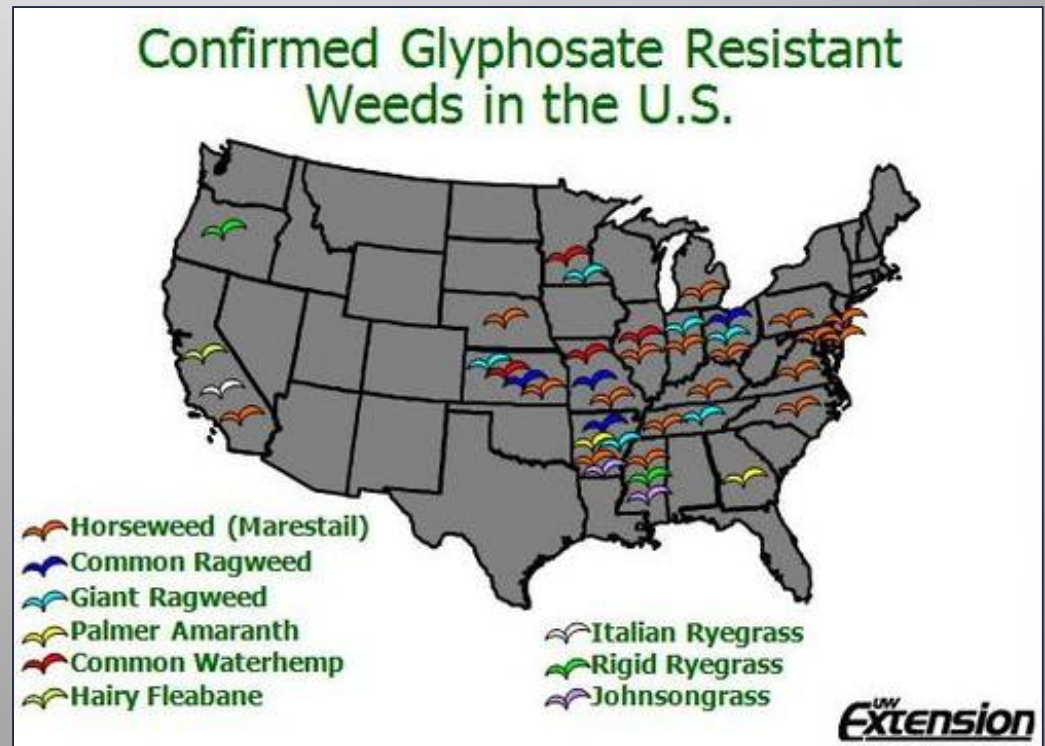 Confirmed Glyphosate Resistant
Weeds in the U.S.
Horseweed (Marestail)
Common Ragweed
Giant Ragweed
Palmer Amaranth
Common Waterhemp
Hairy Fleabane
Italian Ryegrass
Rigid Ryegrass
Johnsongrass
UW
Extension